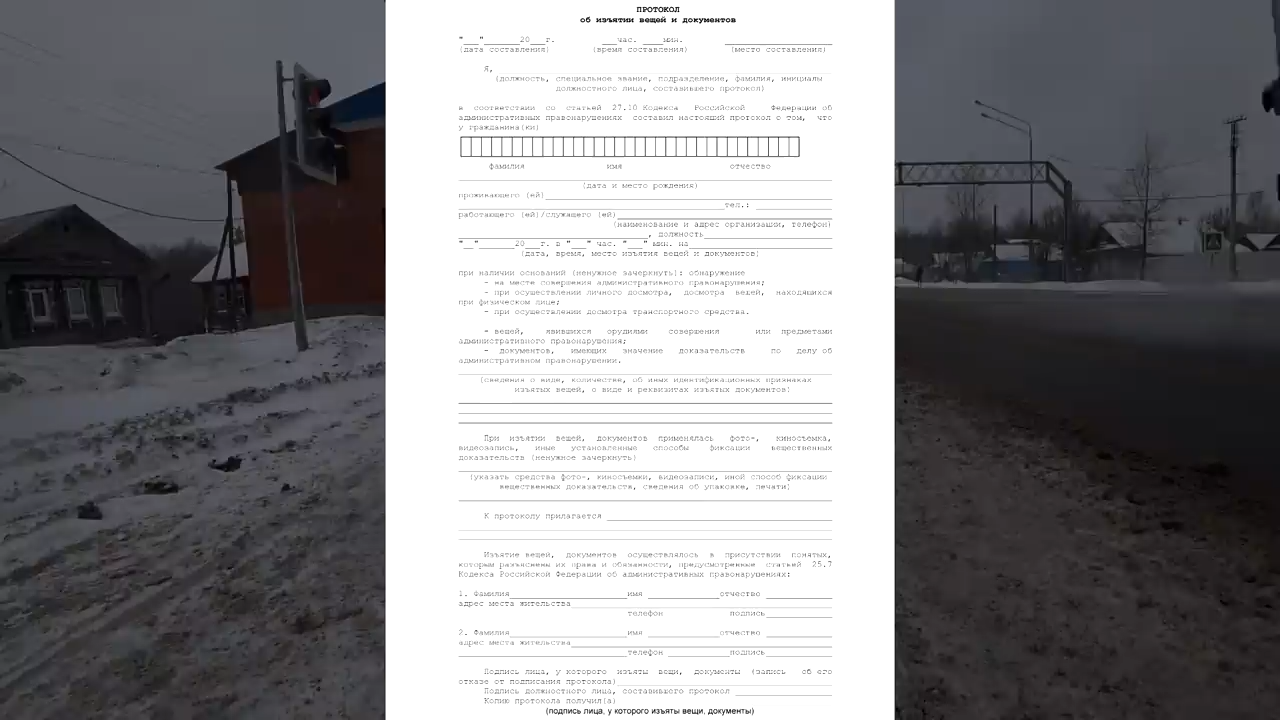 ПРОТОКОЛ
об изъятии вещей и документов
"___"_______20___г. ___час. ____мин. _______________
(дата составления) (время составления) (место составления)
Я,
(должность, специальное звание, подразделение, фамилия, инициалы
должностного лица, составившего протокол)
в соответствии со статьей 27.10 Кодекса Российской Федерации об
административных правонарушениях составил настоящий протокол о том, что
у гражданина(ки)
фамилия имя отчество
(дата и место рождения)
проживающего (ей)
тел.:
работающего (ей)/служащего (ей)
(наименование и адрес организации, телефон)
, должность
"__"_______20___г. в "___" час. "___" мин. на
(дата, время, место изъятия вещей и документов)
при наличии оснований (ненужное зачеркнуть): обнаружение
- на месте совершения административного правонарушения;
- при осуществлении личного досмотра, досмотра вещей, находящихся
при физическом лице;
- при осуществлении досмотра транспортного средства.
- вещей, явившихся орудиями совершения или предметами
административного правонарушения;
- документов, имеющих значение доказательств по делу об
административном правонарушении.
(сведения о виде, количестве, об иных идентификационных признаках
изъятых вещей, о виде и реквизитах изъятых документов)
При изъятии вещей, документов применялась фото-, киносъемка,
видеозапись, иные установленные способы фиксации вещественных
доказательств (ненужное зачеркнуть)
(указать средства фото-, киносъемки, видеозаписи, иной способ фиксации
вещественных доказательств, сведения об упаковке, печати)
К протоколу прилагается
Изъятие вещей, документов осуществлялось в присутствии понятых,
которым разъяснены их права и обязанности, предусмотренные статьей 25.7
Кодекса Российской Федерации об административных правонарушениях:
1. Фамилия имя отчество
адрес места жительства
телефон подпись
2. Фамилия имя отчество
адрес места жительства
телефон подпись
Подпись лица, у которого изъяты вещи, документы (запись об его
отказе от подписания протокола)
Подпись должностного лица, составившего протокол
Копию протокола получил(а)
(подпись лица, у которого изъяты вещи, документы)